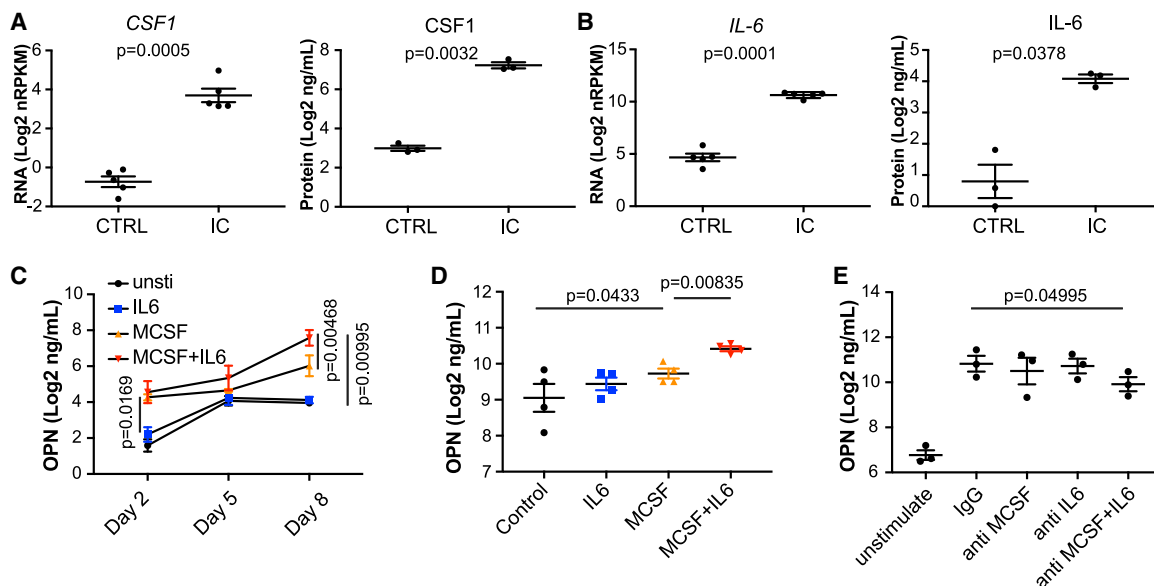 A
CSF1
p=0.0005
RNA (Log2 nRPKM)
6
4
2
0
-2
CTRL
IC
CSF1
p=0.0032
Protein (Log2 ng/mL)
8
6
4
2
0
CTRL
IC
B
IL-6
p=0.0001
RNA (Log2 nRPKM)
15
10
5
0
CTRL
IC
IL-6
p=0.0378
Protein (Log2 ng/mL)
5
4
3
2
1
0
CTRL
IC
C
unsti
IL6
MCSF
MCSF+IL6
OPN (Log2 ng/mL)
10
8
6
4
2
0
p=0.0169
p=0.00468
p=0.00995
Day 2
Day 5
Day 8
D
p=0.00835
p=0.0433
OPN (Log2 ng/mL)
12
11
10
9
8
7
Control
IL6
MCSF
MCSF+IL6
E
p=0.04995
OPN (Log2 ng/mL)
14
12
10
8
6
unstimulate
IgG
anti MCSF
anti IL6
anti MCSF+IL6